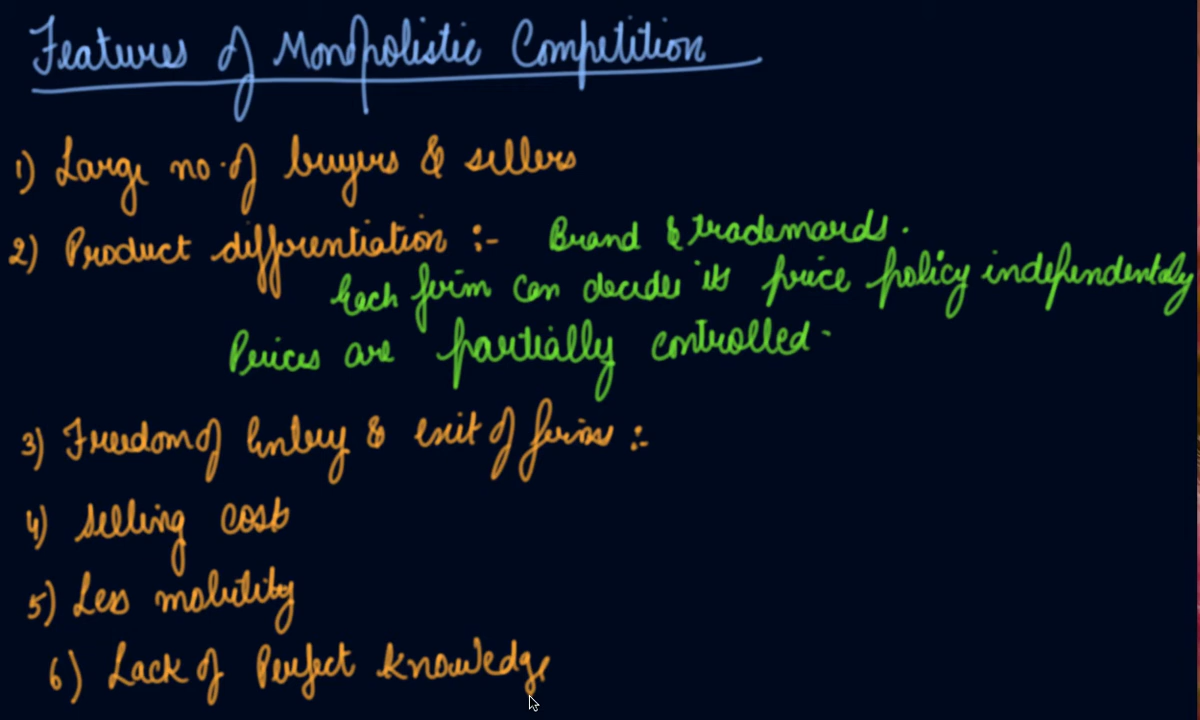 Features of Monopolistic Competition
1) Large no. of buyers & sellers
2) Product differentiation :- Brand & trademards.
Each firm can decide its price policy independentaly
Prices are partially controlled.
3) Freedom of Entry & exit of firms :-
4) Selling cost
5) Less mobility
6) Lack of Perfect knowledge